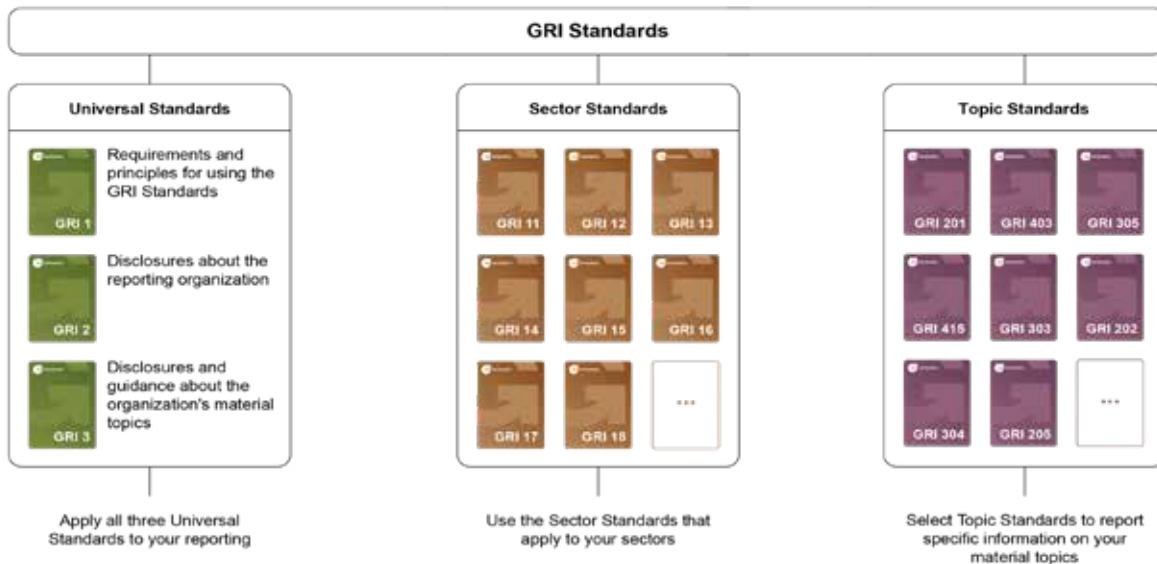 GRI Standards
Universal Standards
GRI 1
Requirements and
principles for using the
GRI Standards
GRI 2
Disclosures about the
reporting organization
GRI 3
Disclosures and
guidance about the
organization's material
topics
Apply all three Universal
Standards to your reporting
Sector Standards
GRI 11 GRI 12 GRI 13
GRI 14 GRI 15 GRI 16
GRI 17 GRI 18 ...
Use the Sector Standards that
apply to your sectors
Topic Standards
GRI 201 GRI 403 GRI 305
GRI 415 GRI 303 GRI 202
GRI 304 GRI 205 ...
Select Topic Standards to report
specific information on your
material topics